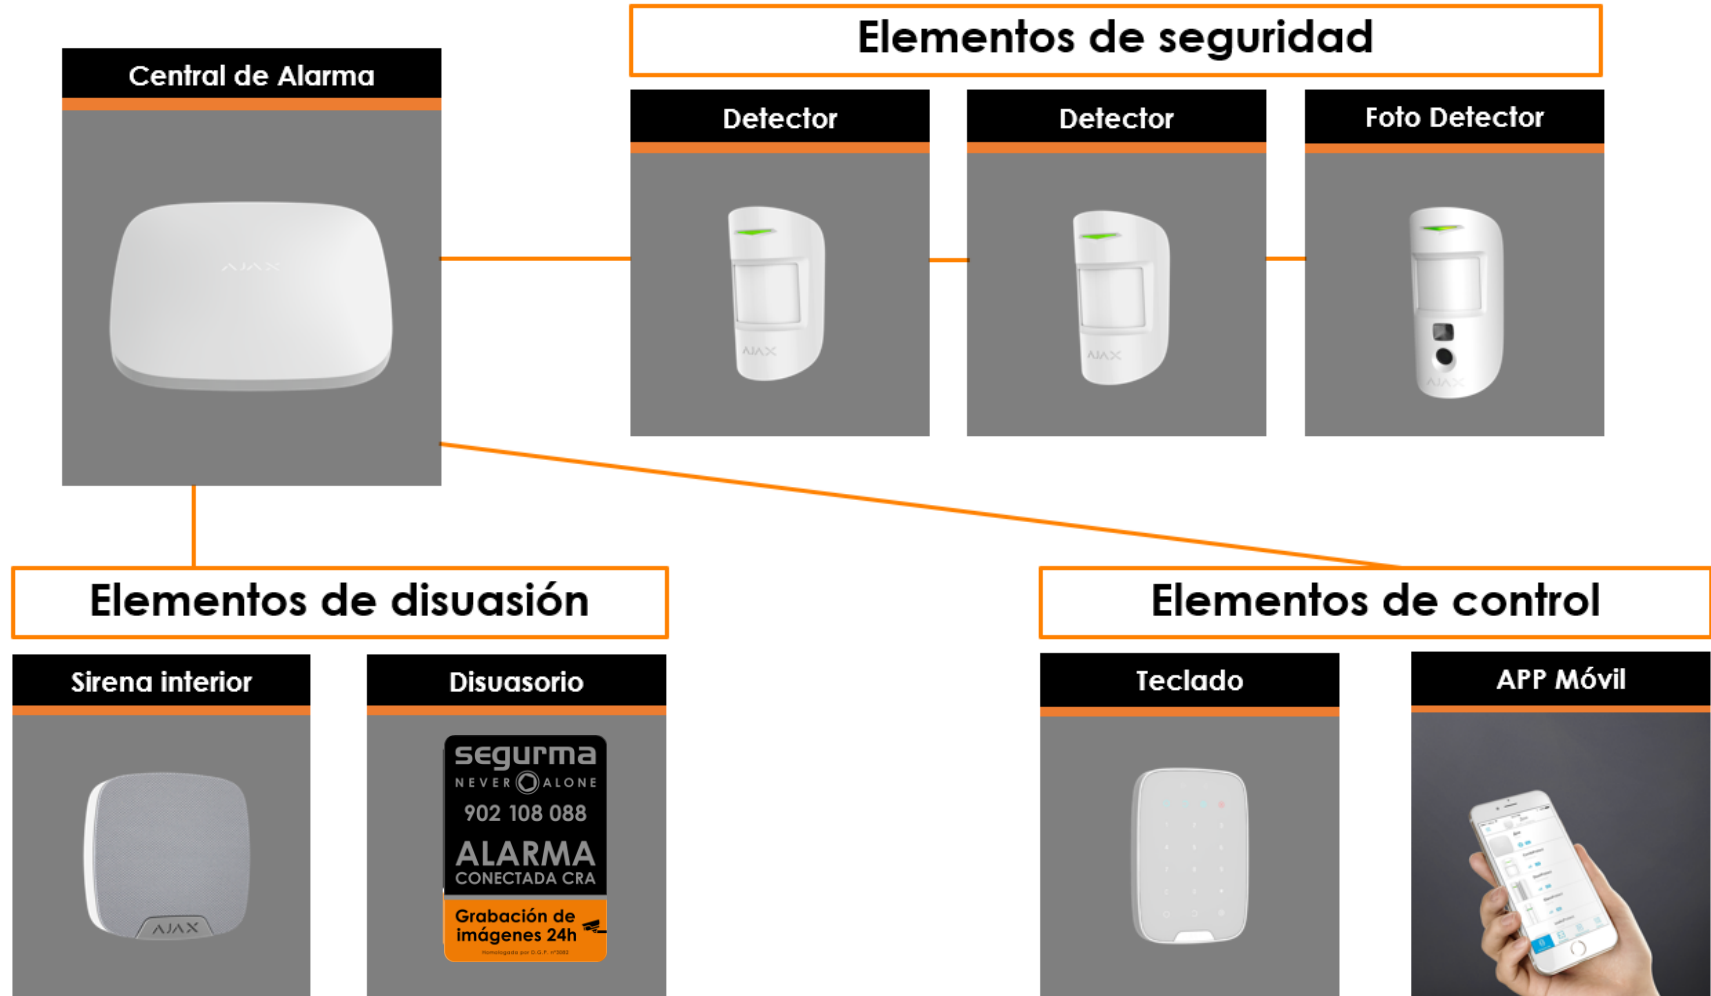 Elementos de seguridad
Central de Alarma
Detector
Detector
Foto Detector
AJAX
AJAX
AJAX
AJAX
Elementos de disuasión
Elementos de control
Sirena interior
Disuasorio
Teclado
APP Móvil
segurma
NEVER ALONE
902 108 088
ALARMA
CONECTADA CRA
Grabación de
imágenes 24h
AJAX